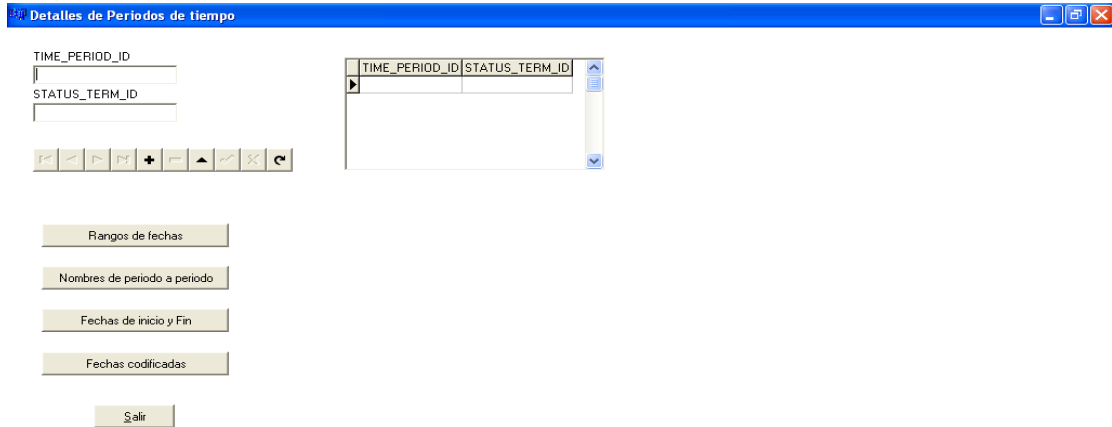 Detalles de Periodos de tiempo
TIME_PERIOD_ID
STATUS_TERM_ID
TIME_PERIOD_ID STATUS_TERM_ID
Rangos de fechas
Nombres de periodo a periodo
Fechas de inicio y Fin
Fechas codificadas
Salir